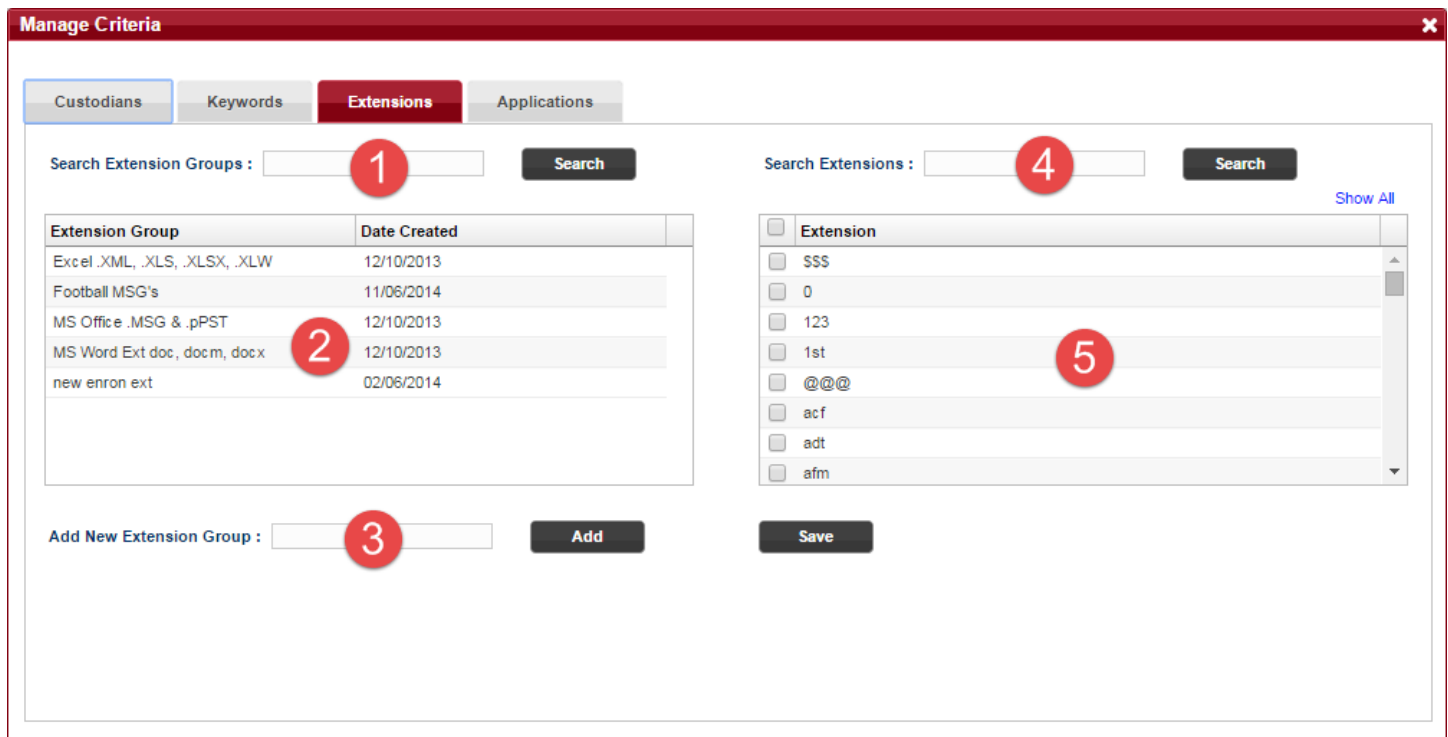 Manage Criteria
Custodians Keywords Extensions Applications
Search Extension Groups : 1 Search
Search Extensions : 4 Search
Show All
Extension Group Date Created
Excel .XML, .XLS, .XLSX, .XLW 12/10/2013
Football MSG's 11/06/2014
MS Office .MSG & .pPST 12/10/2013
MS Word Ext doc, docm, docx 12/10/2013
new enron ext 02/06/2014
2
Extension
$$$
0
123
1st
@@@
acf
adt
afm
5
Add New Extension Group : 3 Add
Save